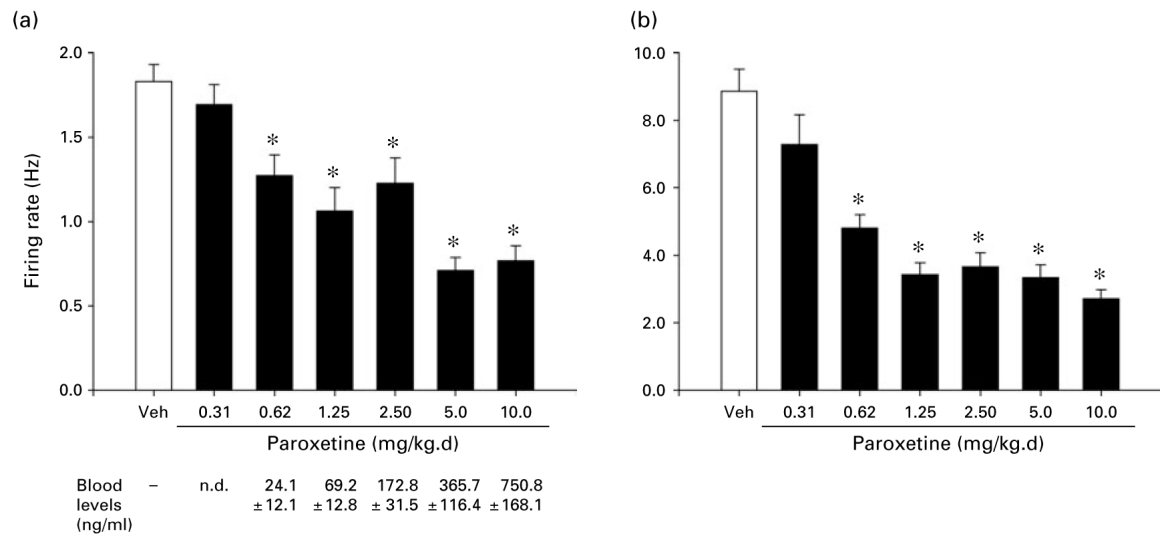 (a)
(b)
2.0
1.5
1.0
0.5
0.0
Firing rate (Hz)
* * * * *
Veh 0.31 0.62 1.25 2.50 5.0 10.0
Paroxetine (mg/kg.d)
Blood – n.d. 24.1 69.2 172.8 365.7 750.8
levels ±12.1 ±12.8 ±31.5 ±116.4 ±168.1
(ng/ml)
10.0
8.0
6.0
4.0
2.0
0.0
* * * * *
Veh 0.31 0.62 1.25 2.50 5.0 10.0
Paroxetine (mg/kg.d)